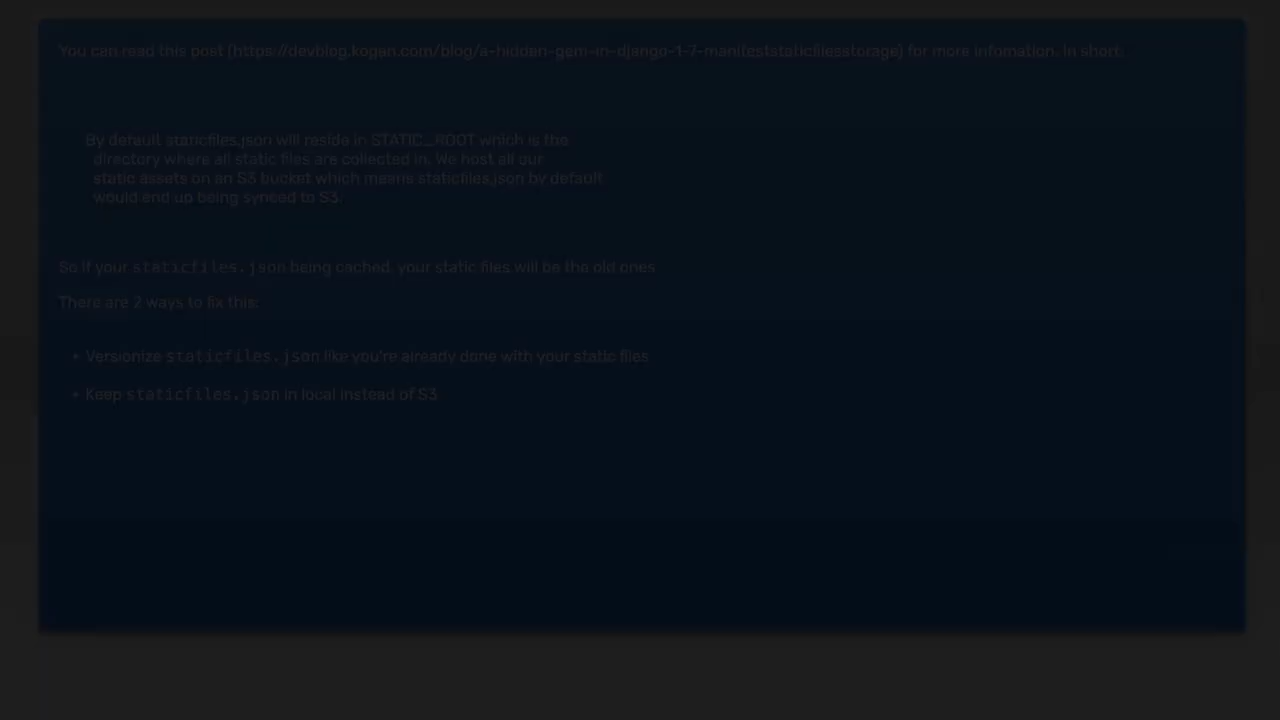 You can read this post (https://devblog.kogan.com/blog/a-hidden-gem-in-django-1-7-manifeststaticfilesstorage) for more infomation. In short:
By default staticfiles.json will reside in STATIC_ROOT which is the
directory where all static files are collected in. We host all our
static assets on an S3 bucket which means staticfiles.json by default
would end up being synced to S3.
So if your staticfiles.json being cached, your static files will be the old ones
There are 2 ways to fix this:
• Versionize staticfiles.json like you're already done with your static files
• Keep staticfiles.json in local instead of S3